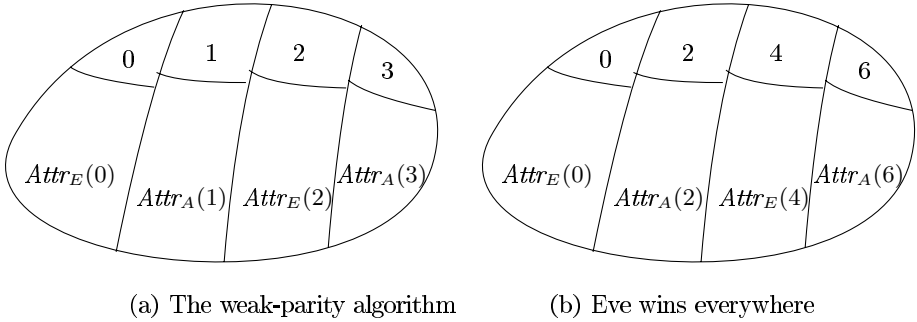 0 1 2 3
Attr_E(0) Attr_A(1) Attr_E(2) Attr_A(3)
(a) The weak-parity algorithm
0 2 4 6
Attr_E(0) Attr_A(2) Attr_E(4) Attr_A(6)
(b) Eve wins everywhere